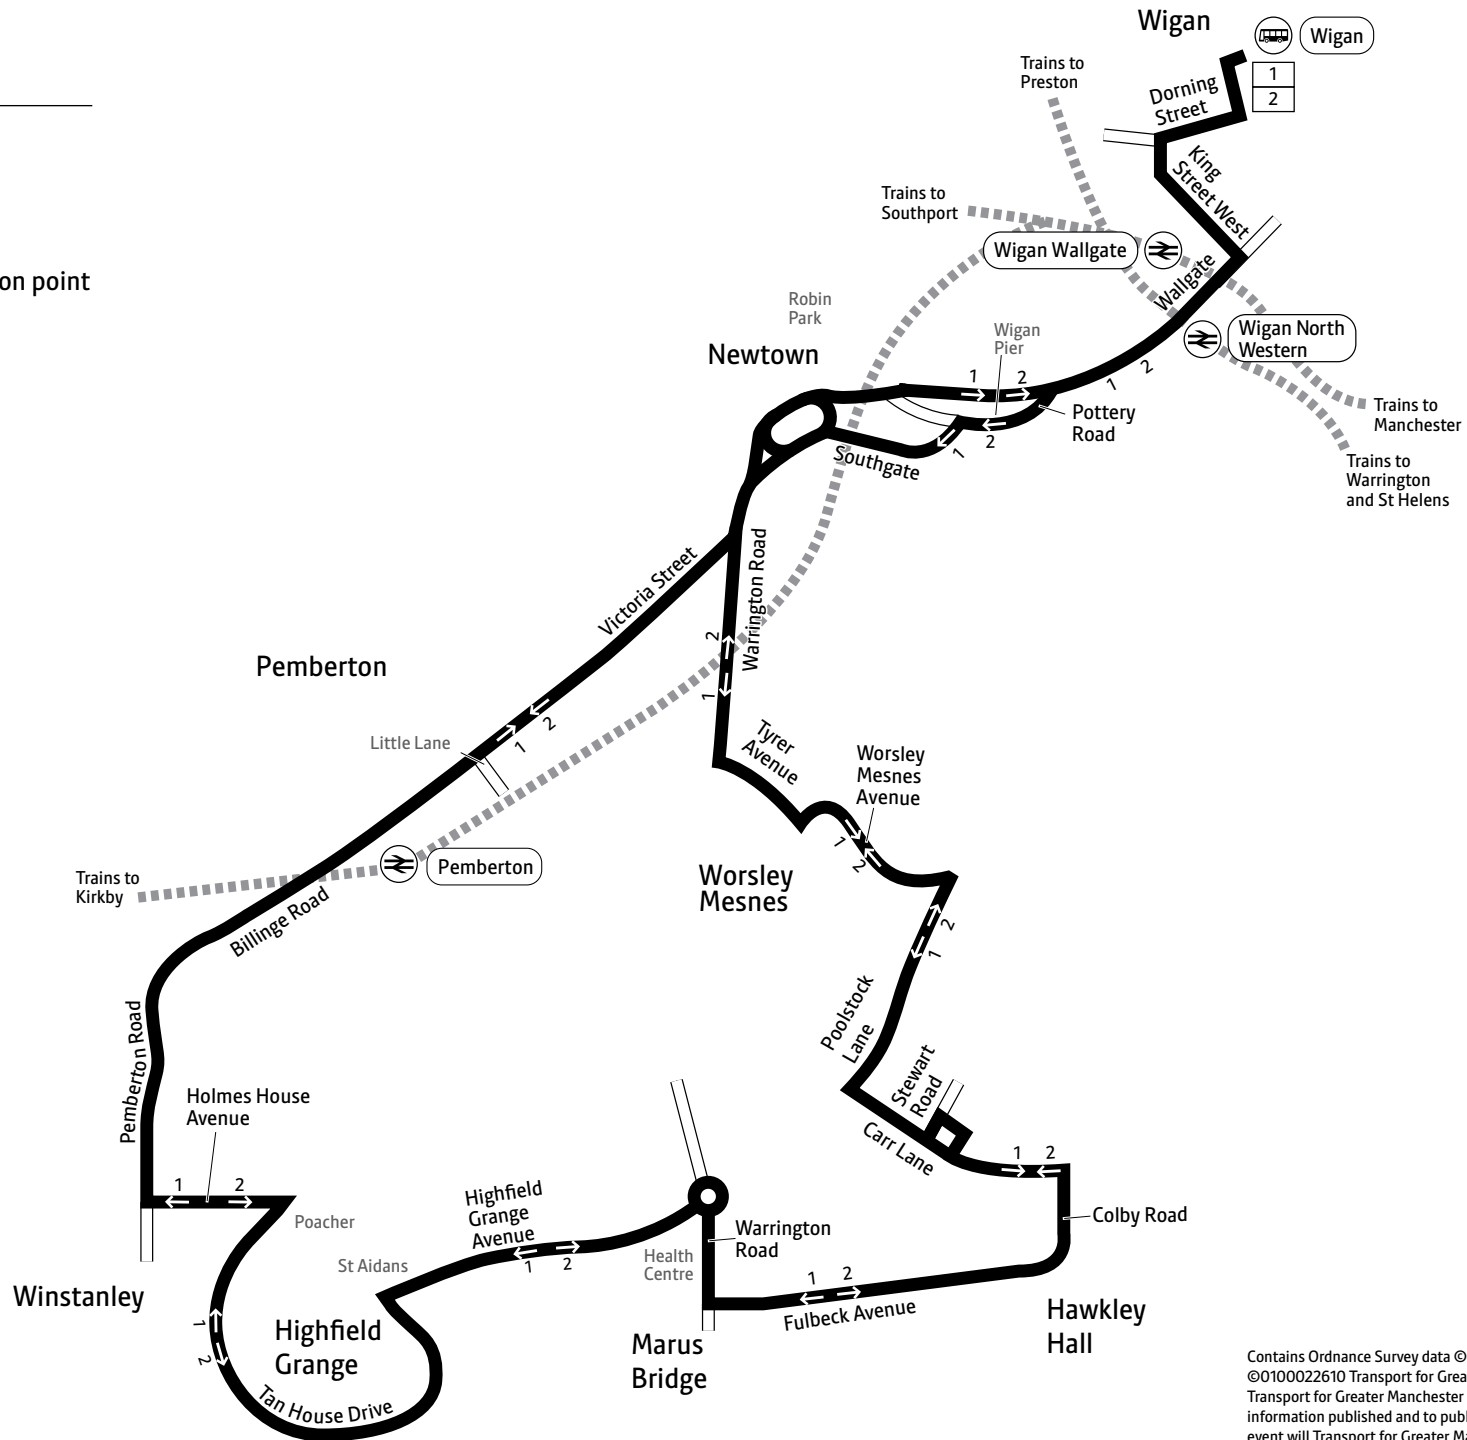 Wigan
Wigan
1
2
Trains to
Preston
Dorning
Street
King
Street West
Trains to
Southport
Wigan Wallgate
Wallgate
on point
Robin
Park
Wigan
Pier
Wigan North
Western
Newtown
1
2
1
2
Pottery
Road
Trains to
Manchester
2
1
Southgate
Trains to
Warrington
and St Helens
Victoria Street
Warrington Road
2
1
Pemberton
Little Lane
1
2
Tyrer
Avenue
Worsley
Mesnes
Avenue
1
2
Pemberton
Trains to
Kirkby
Worsley
Mesnes
Billinge Road
2
1
Poolstock
Lane
Pemberton Road
Stewart
Road
Holmes House
Avenue
Carr Lane
1
2
1
2
Highfield
Grange
Avenue
Poacher
Colby Road
Warrington
Road
St Aidans
1
2
Health
Centre
1
2
Winstanley
Fulbeck Avenue
Hawkley
Hall
1
2
Highfield
Grange
Marus
Bridge
Tan House Drive
Contains Ordnance Survey data ©
©0100022610 Transport for Grea
Transport for Greater Manchester
information published and to publ
event will Transport for Greater Ma